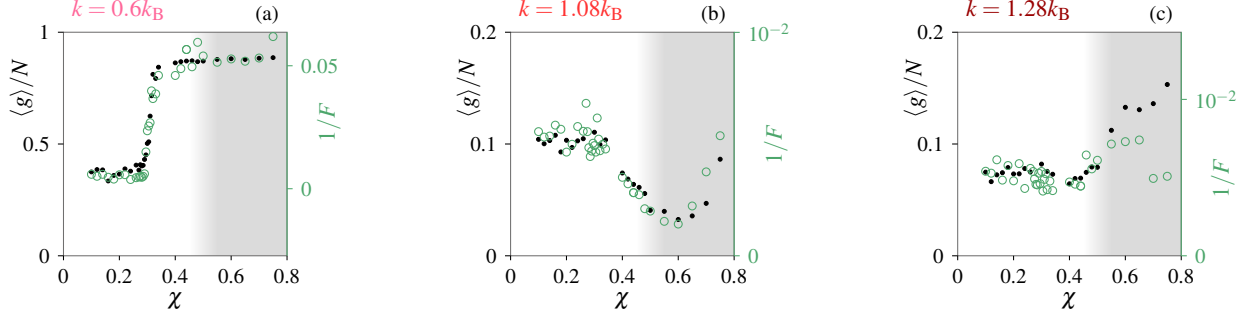 k = 0.6k_B (a)
1
0.5
0
⟨g⟩/N
0.05
0
1/F
0 0.2 0.4 0.6 0.8
χ
k = 1.08k_B (b)
0.2
0.1
0
⟨g⟩/N
10^{-2}
0
1/F
0 0.2 0.4 0.6 0.8
χ
k = 1.28k_B (c)
0.2
0.1
0
⟨g⟩/N
10^{-2}
0
1/F
0 0.2 0.4 0.6 0.8
χ